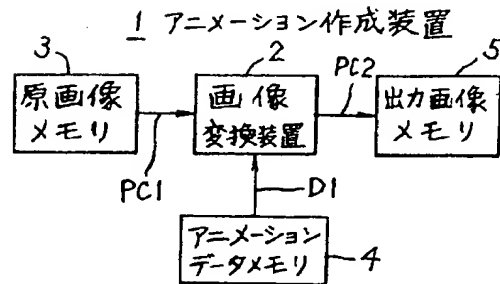 1 アニメーション作成装置
3
2
5
原画像
メモリ
PC1
画像
変換装置
PC2
出力画像
メモリ
D1
アニメーション
データメモリ
4